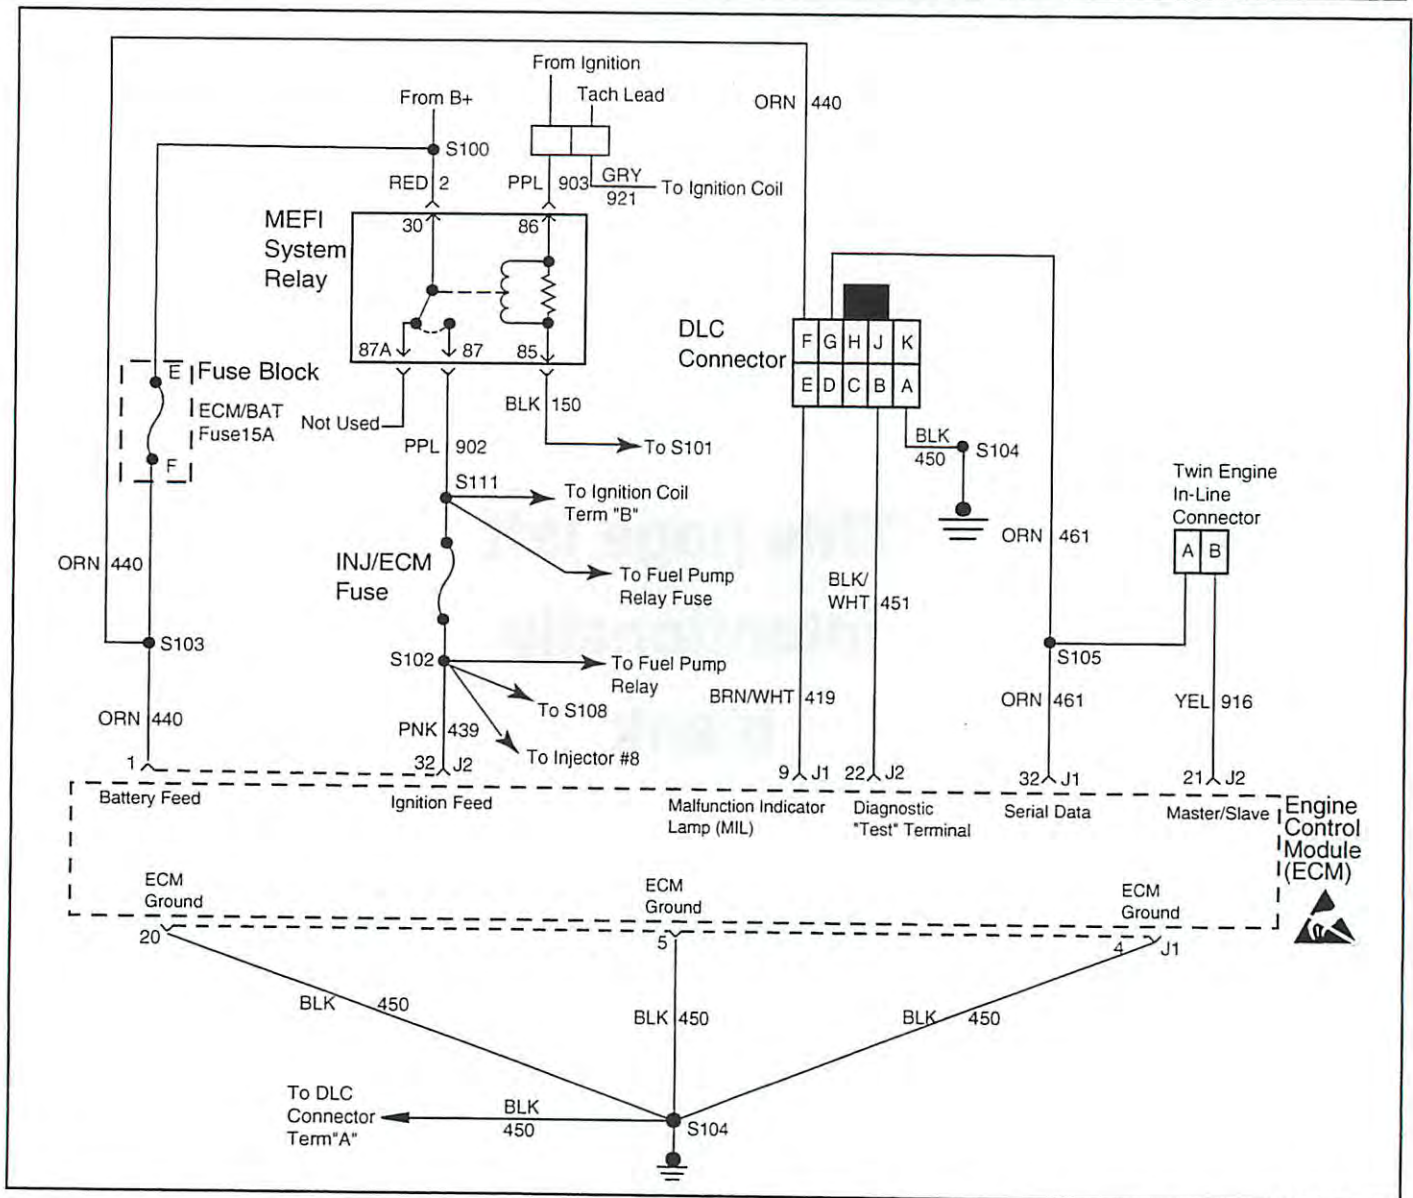 From Ignition
Tach Lead
From B+
ORN 440
S100
RED 2
PPL 903
GRY
921
To Ignition Coil
MEFI
System
Relay
30
86
87A
87
85
DLC
Connector
F G H J K
E D C B A
E
Fuse Block
ECM/BAT
Fuse15A
F
Not Used
BLK 150
PPL 902
To S101
BLK
450
S104
S111
To Ignition Coil
Term "B"
Twin Engine
In-Line
Connector
A B
ORN 461
ORN 440
INJ/ECM
Fuse
To Fuel Pump
Relay Fuse
BLK/
WHT 451
S103
S102
To Fuel Pump
Relay
S105
To S108
BRN/WHT 419
ORN 461
YEL 916
ORN 440
PNK 439
To Injector #8
1
32 J2
9 J1
22 J2
32 J1
21 J2
Battery Feed
Ignition Feed
Malfunction Indicator
Lamp (MIL)
Diagnostic
"Test" Terminal
Serial Data
Master/Slave
Engine
Control
Module
(ECM)
ECM
Ground
ECM
Ground
ECM
Ground
20
5
4 J1
BLK 450
BLK 450
BLK 450
To DLC
Connector
Term"A"
BLK
450
S104